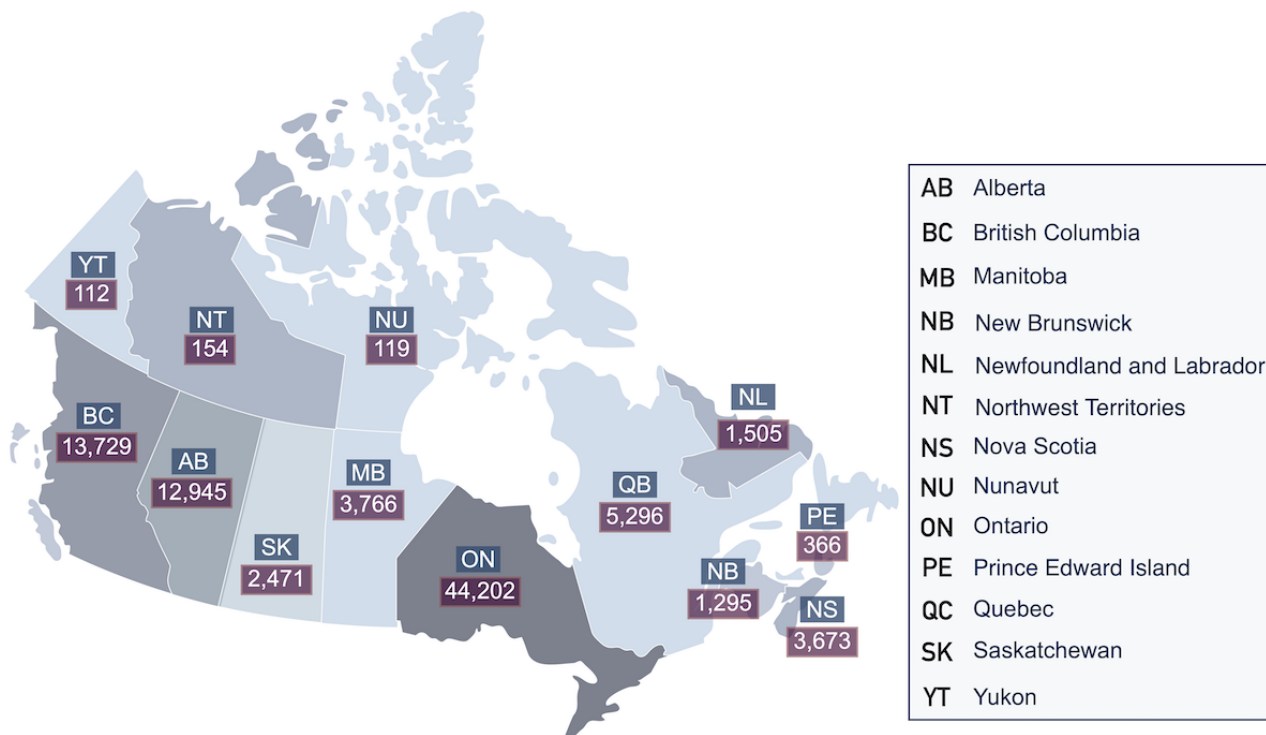 YT
112
NT
154
NU
119
BC
13,729
AB
12,945
SK
2,471
MB
3,766
ON
44,202
QB
5,296
NL
1,505
PE
366
NB
1,295
NS
3,673
AB Alberta
BC British Columbia
MB Manitoba
NB New Brunswick
NL Newfoundland and Labrador
NT Northwest Territories
NS Nova Scotia
NU Nunavut
ON Ontario
PE Prince Edward Island
QC Quebec
SK Saskatchewan
YT Yukon